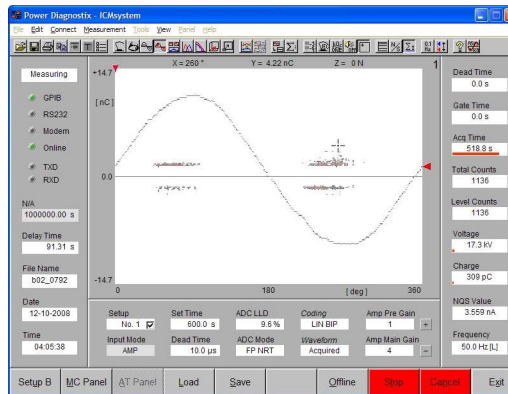 Power Diagnostix - ICMsystem
File Edit Connect Measurement Tools View Panel Help
Measuring
GPIB
RS232
Modem
Online
TXD
RXD
N/A
1000000.00 s
Delay Time
91.31 s
File Name
b02_0792
Date
12-10-2008
Time
04:05:38
X = 260 ° Y = 4.22 nC Z = 0 N 1
+14.7
[ nC ]
0.0
-14.7
0 180 [ deg ] 360
Setup Set Time ADC LLD Coding Amp Pre Gain
No. 1 600.0 s 9.6 % LIN BIP 1 +
Input Mode Dead Time ADC Mode Waveform Amp Main Gain
AMP 10.0 µs FP NRT Acquired 4 –
Dead Time
0.0 s
Gate Time
0.0 s
Acq Time
518.8 s
Total Counts
1136
Level Counts
1136
Voltage
17.3 kV
Charge
309 pC
NQS Value
3.559 nA
Frequency
50.0 Hz [L]
Setup B MC Panel AT Panel Load Save Offline Stop Cancel Exit